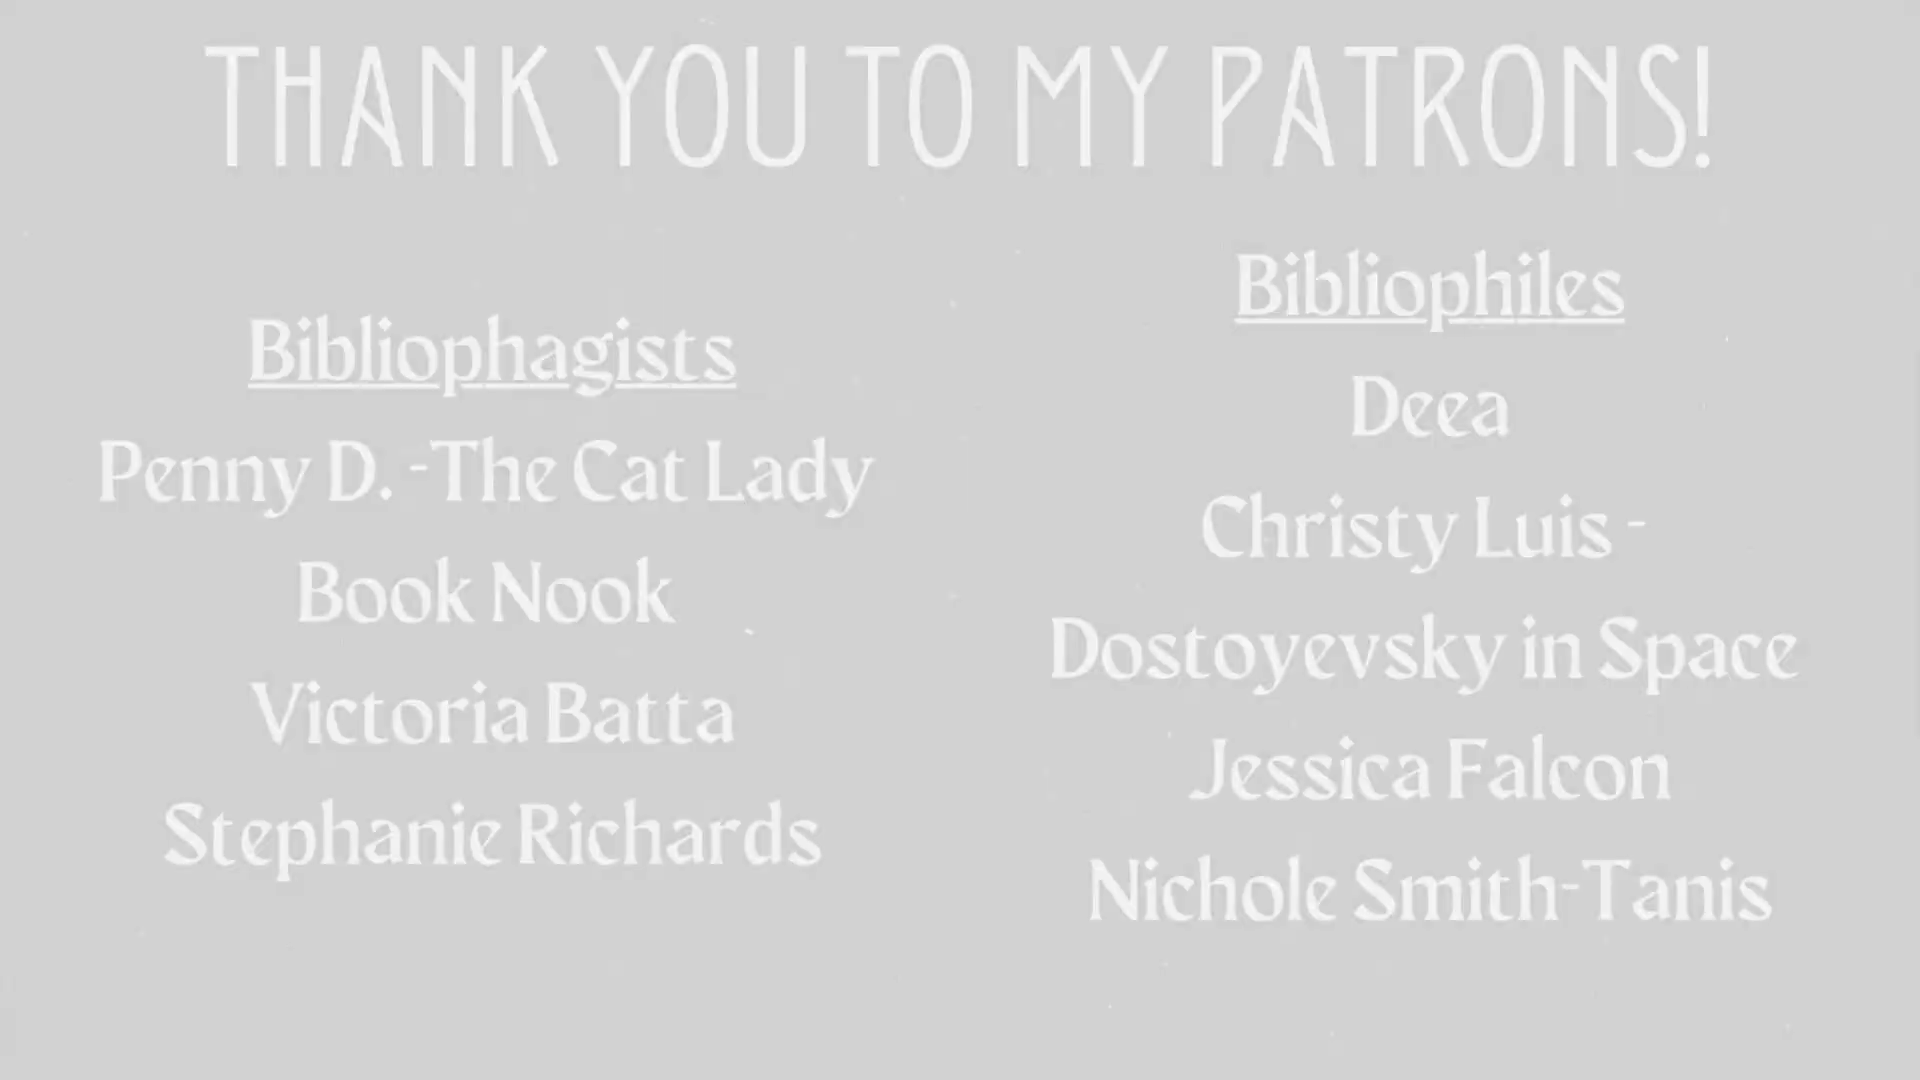 THANK YOU TO MY PATRONS!
Bibliophagists
Penny D. -The Cat Lady
Book Nook
Victoria Batta
Stephanie Richards
Bibliophiles
Deea
Christy Luis -
Dostoyevsky in Space
Jessica Falcon
Nichole Smith-Tanis